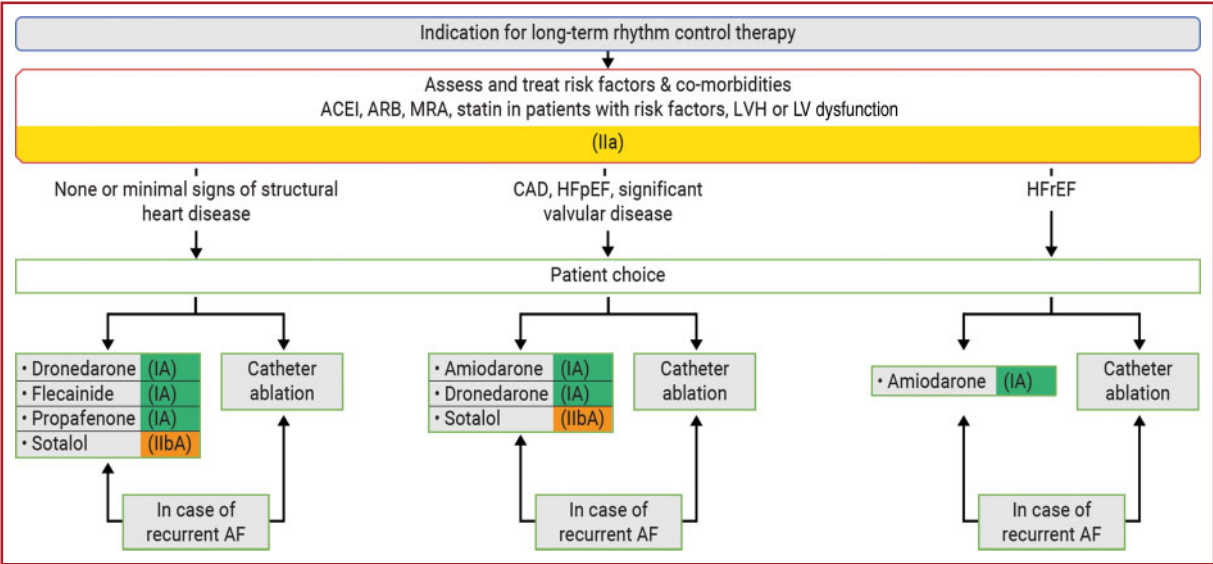 Indication for long-term rhythm control therapy
Assess and treat risk factors & co-morbidities
ACEI, ARB, MRA, statin in patients with risk factors, LVH or LV dysfunction
(IIa)
None or minimal signs of structural
heart disease
CAD, HFpEF, significant
valvular disease
HFrEF
Patient choice
• Dronedarone (IA)
• Flecainide (IA)
• Propafenone (IA)
• Sotalol (IIbA)
Catheter
ablation
• Amiodarone (IA)
• Dronedarone (IA)
• Sotalol (IIbA)
Catheter
ablation
• Amiodarone (IA)
Catheter
ablation
In case of
recurrent AF
In case of
recurrent AF
In case of
recurrent AF